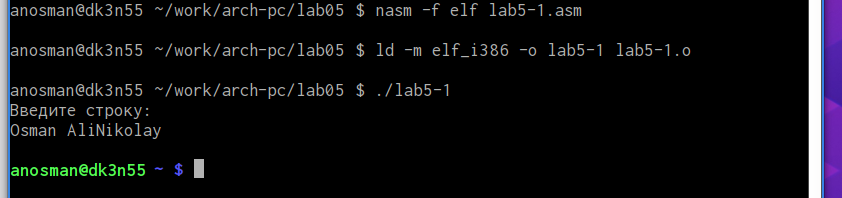 anosman@dk3n55 ~/work/arch-pc/lab05 $ nasm -f elf lab5-1.asm
anosman@dk3n55 ~/work/arch-pc/lab05 $ ld -m elf_i386 -o lab5-1 lab5-1.o
anosman@dk3n55 ~/work/arch-pc/lab05 $ ./lab5-1
Введите строку:
Osman AliNikolay
anosman@dk3n55 ~ $